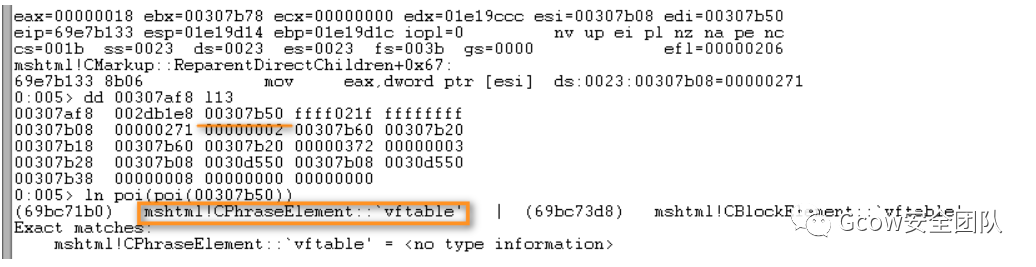 eax=00000018 ebx=00307b78 ecx=00000000 edx=01e19ccc esi=00307b08 edi=00307b50
eip=69e7b133 esp=01e19d14 ebp=01e19d1c iopl=0 nv up ei pl nz na pe nc
cs=001b ss=0023 ds=0023 es=0023 fs=003b gs=0000 efl=00000206
mshtml!CMarkup::ReparentDirectChildren+0x67:
69e7b133 8b06 mov eax,dword ptr [esi] ds:0023:00307b08=00000271
0:005> dd 00307af8 l13
00307af8 002db1e8 00307b50 ffff021f ffffffff
00307b08 00000271 00000002 00307b60 00307b20
00307b18 00307b60 00307b20 00000372 00000003
00307b28 00307b08 0030d550 00307b08 0030d550
00307b38 00000008 00000000 00000000
0:005> ln poi(poi(00307b50))
(69bc71b0) mshtml!CPhraseElement::`vftable' | (69bc73d8) mshtml!CBlockElement::`vftable'
Exact matches:
mshtml!CPhraseElement::`vftable' = <no type information>
Gcow安全团队